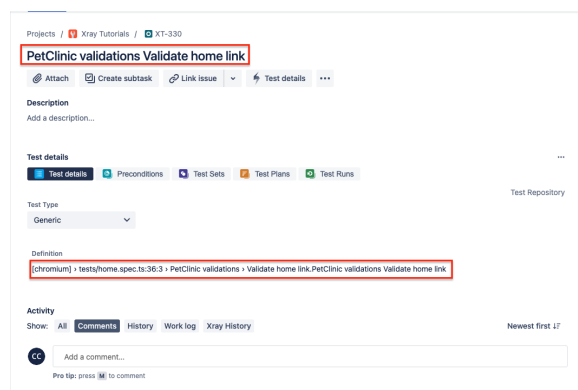 Projects / Xray Tutorials / XT-330
PetClinic validations Validate home link
Attach Create subtask Link issue Test details
Description
Add a description...
Test details
Test details Preconditions Test Sets Test Plans Test Runs
Test Repository
Test Type
Generic
Definition
[chromium] › tests/home.spec.ts:36:3 › PetClinic validations › Validate home link.PetClinic validations Validate home link
Activity
Show: All Comments History Work log Xray History Newest first
CC Add a comment...
Pro tip: press M to comment